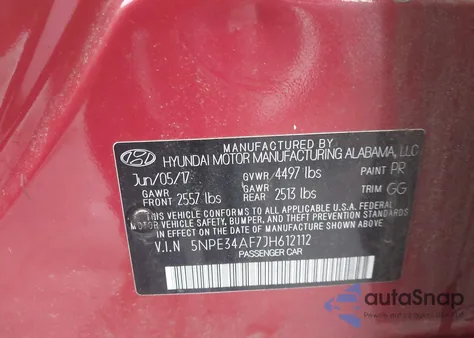 MANUFACTURED BY
HYUNDAI MOTOR MANUFACTURING ALABAMA, LLC
Jun/05/17 GVWR 4497 lbs PAINT PR
GAWR FRONT 2557 lbs GAWR REAR 2513 lbs TRIM GG
THIS VEHICLE CONFORMS TO ALL APPLICABLE U.S.A. FEDERAL
MOTOR VEHICLE SAFETY, BUMPER, AND THEFT PREVENTION
STANDARDS IN EFFECT ON THE DATE OF MANUFACTURE SHOWN ABOVE.
V.I.N 5NPE34AF7JH612112
PASSENGER CAR
autoSnap